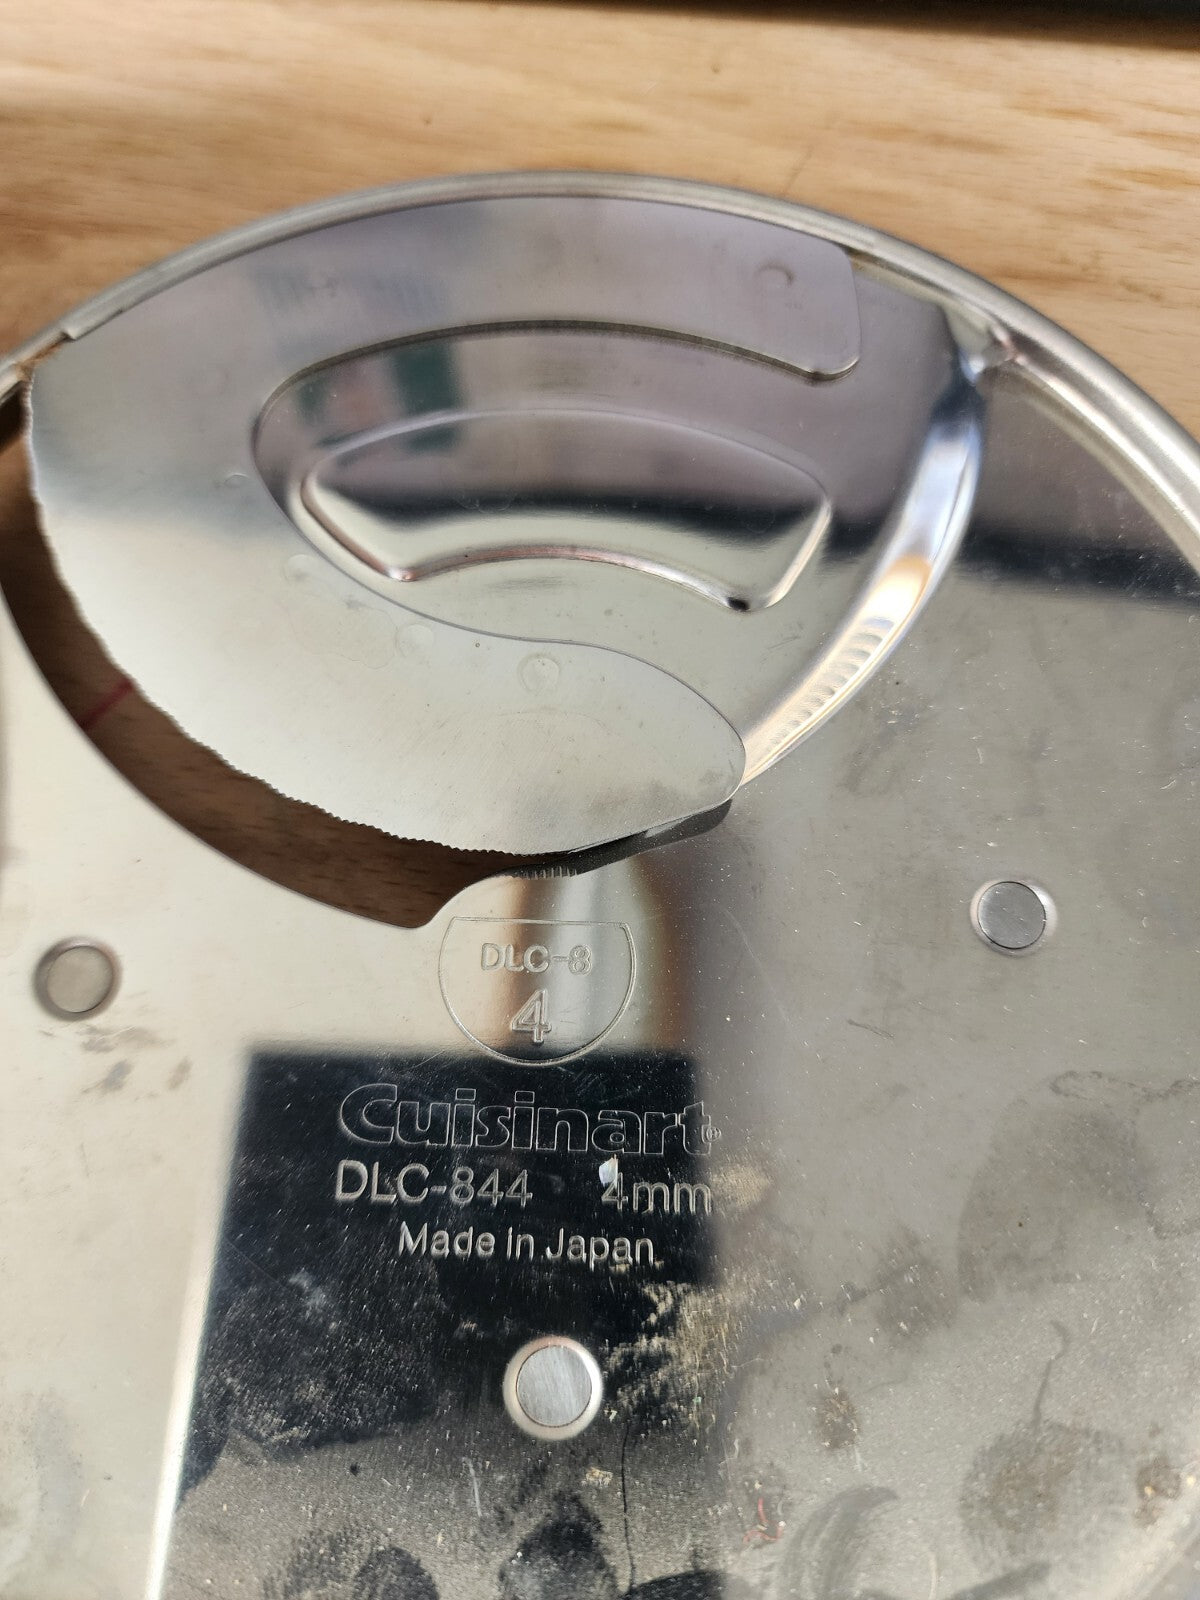 DLC-8
4
Cuisinart®
DLC-844 4mm
Made in Japan